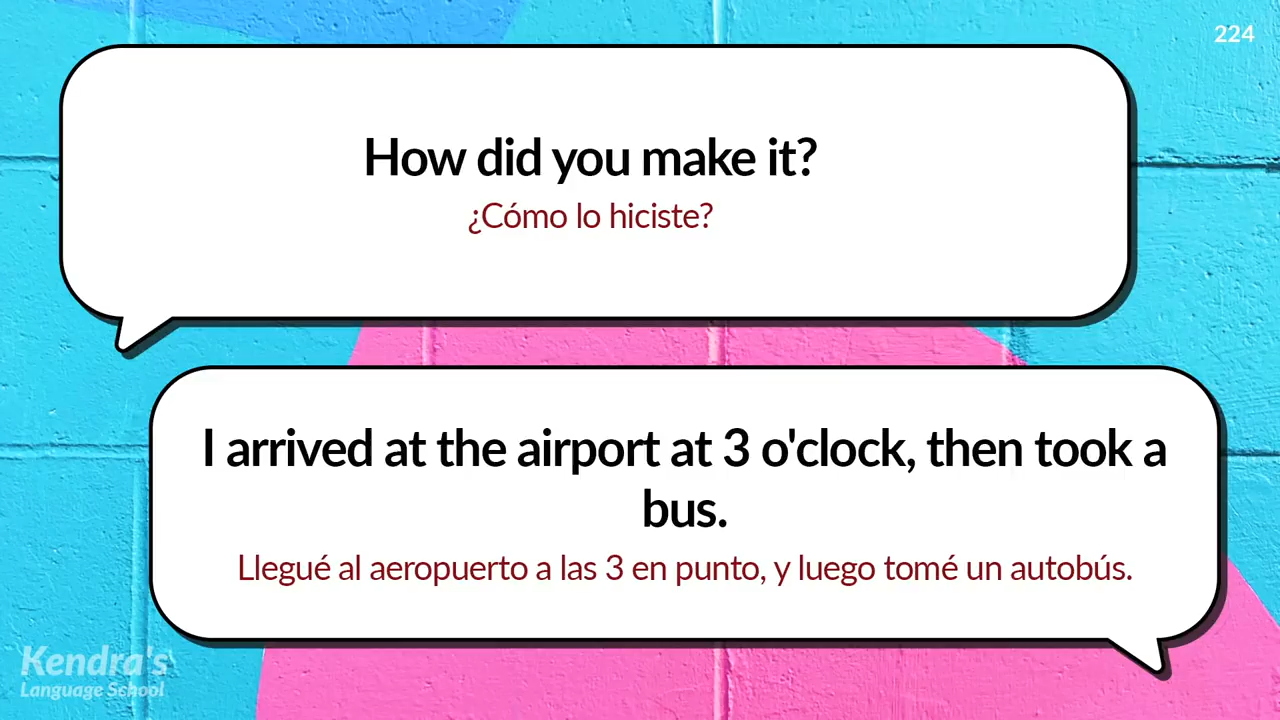 224
How did you make it?
¿Cómo lo hiciste?
I arrived at the airport at 3 o'clock, then took a
bus.
Llegué al aeropuerto a las 3 en punto, y luego tomé un autobús.
Kendra's
Language School